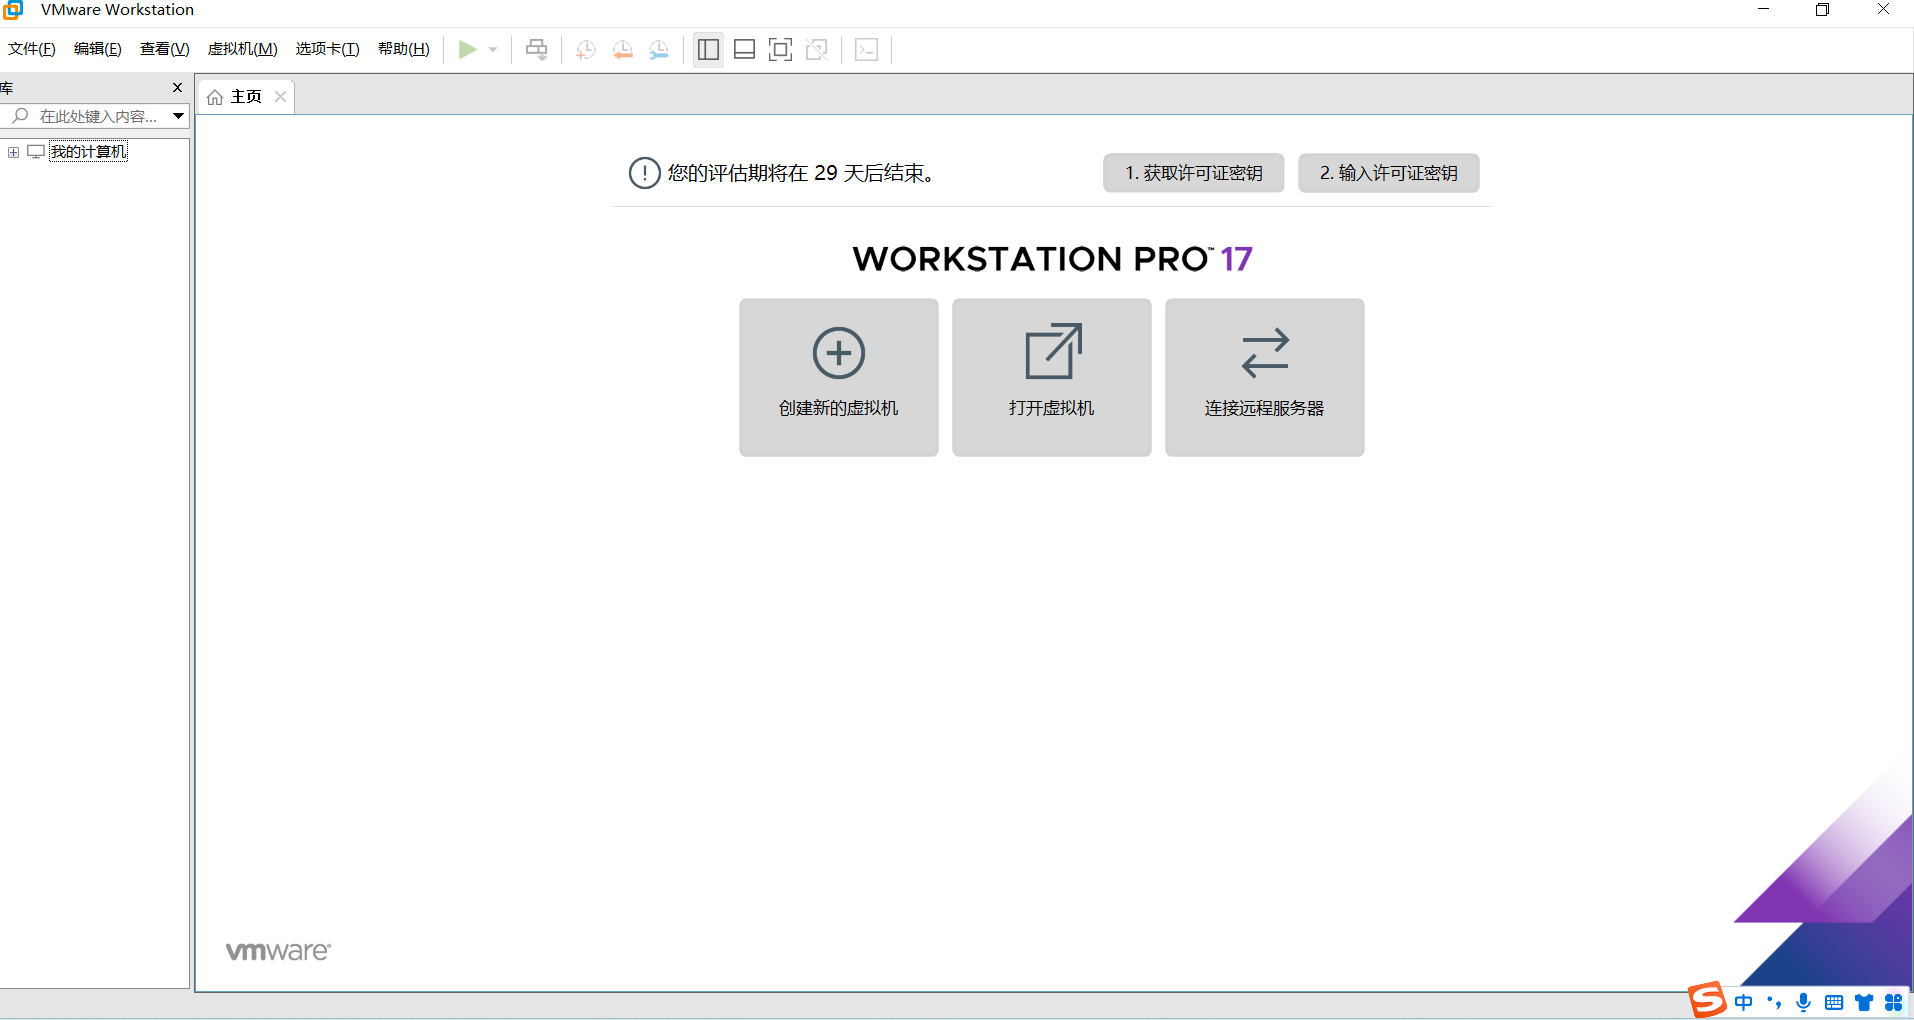 VMware Workstation
文件(F) 编辑(E) 查看(V) 虚拟机(M) 选项卡(T) 帮助(H)
库
在此处键入内容...
我的计算机
主页
您的评估期将在 29 天后结束。
1. 获取许可证密钥
2. 输入许可证密钥
WORKSTATION PRO™ 17
创建新的虚拟机
打开虚拟机
连接远程服务器
vmware®
S 中